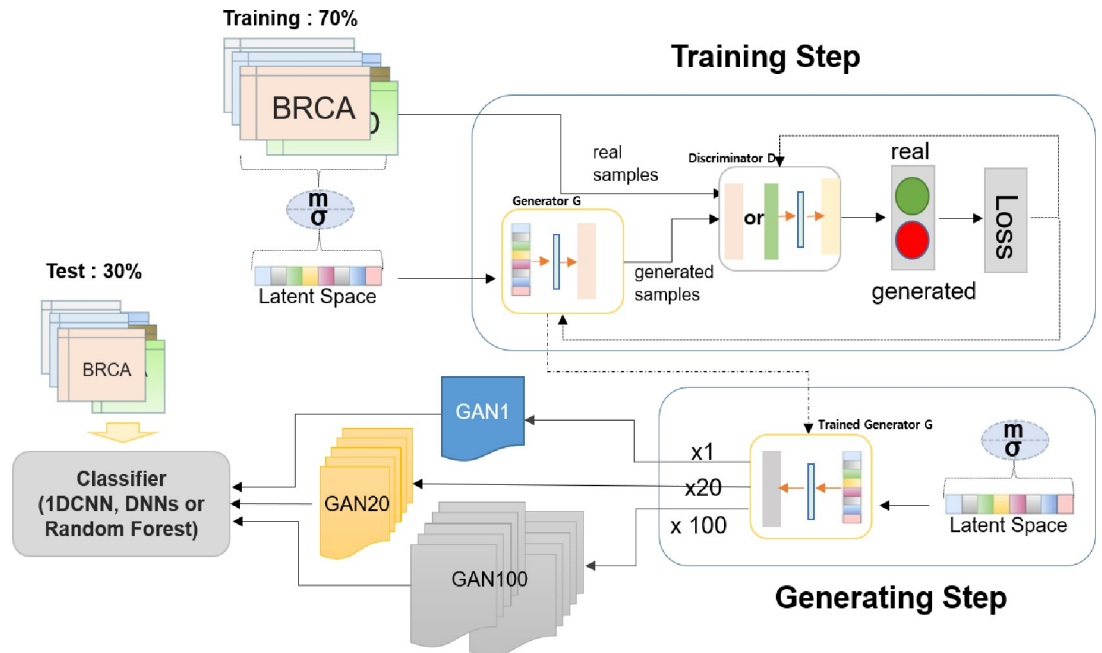 Training : 70%
Training Step
BRCA
real
samples
Discriminator D
real
m
σ
Generator G
or
Loss
generated
samples
generated
Latent Space
Test : 30%
BRCA
GAN1
Trained Generator G
m
σ
x1
Classifier
(1DCNN, DNNs or
Random Forest)
GAN20
x20
x 100
Latent Space
GAN100
Generating Step